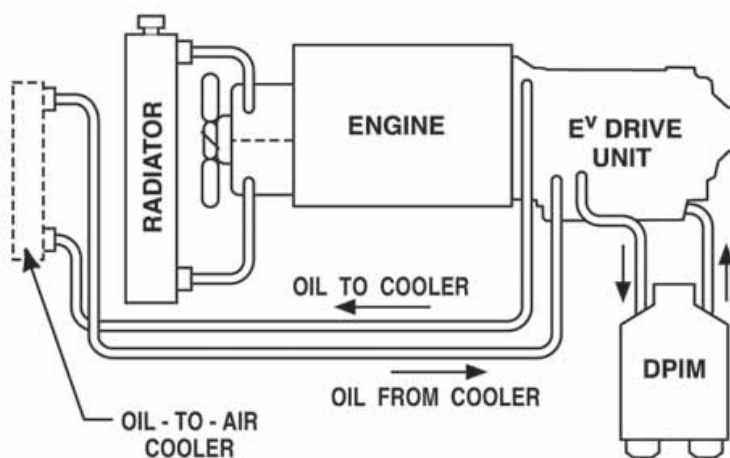 RADIATOR
ENGINE
E^V DRIVE
UNIT
OIL TO COOLER
OIL FROM COOLER
DPIM
OIL - TO - AIR
COOLER